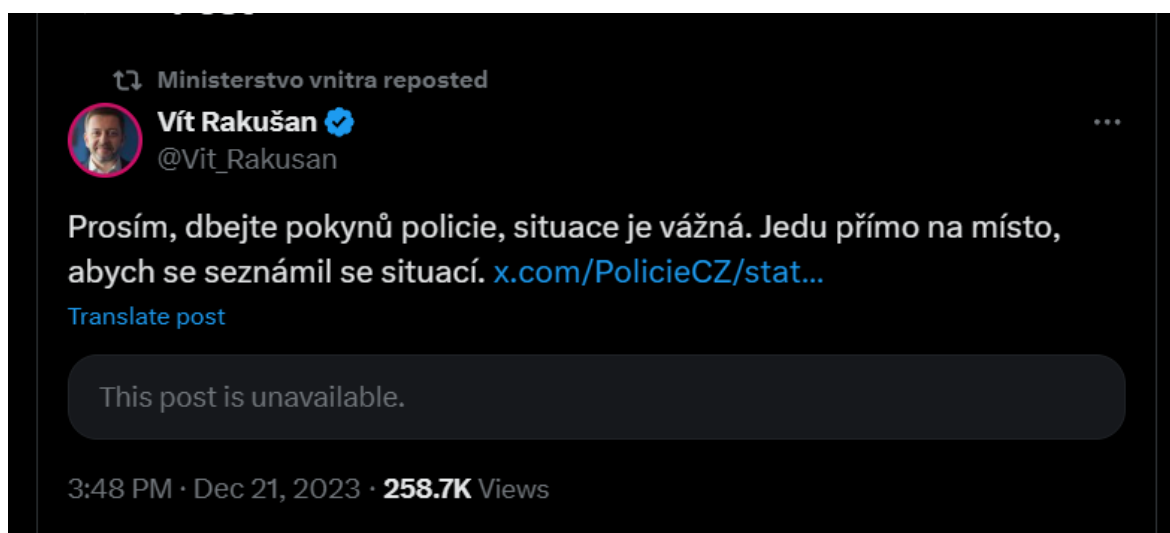 Ministerstvo vnitra reposted
Vít Rakušan
@Vit_Rakusan
Prosím, dbejte pokynů policie, situace je vážná. Jedu přímo na místo,
abych se seznámil se situací. x.com/PolicieCZ/stat...
Translate post
This post is unavailable.
3:48 PM · Dec 21, 2023 · 258.7K Views